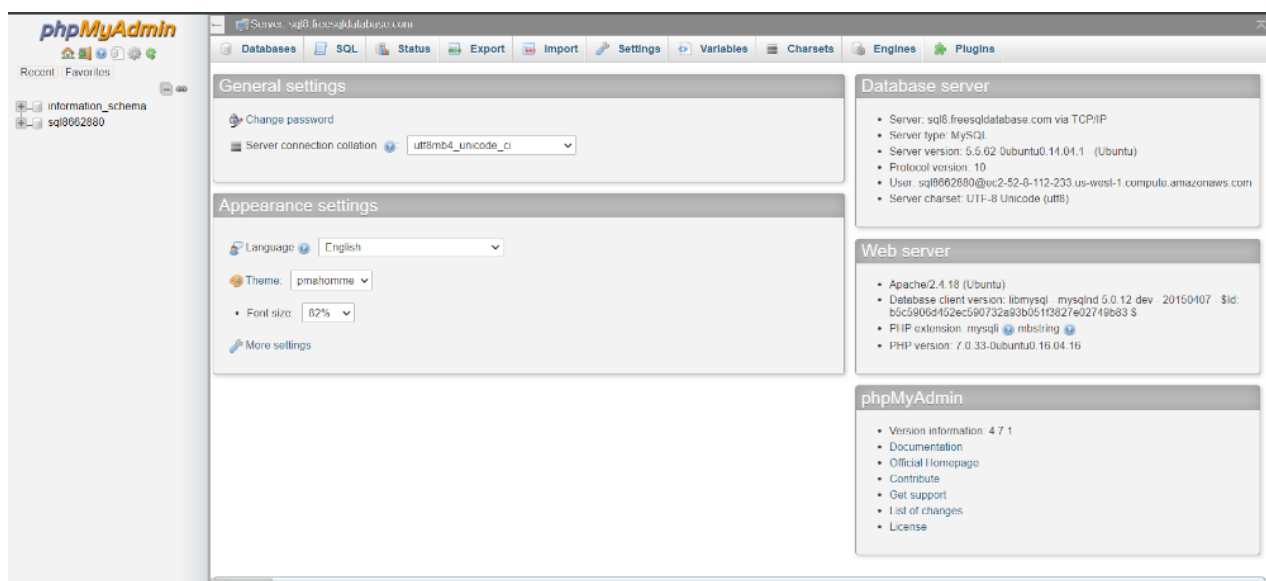 phpMyAdmin
Recent Favorites
information_schema
sql8662880
Server: sql8.freesqldatabase.com
Databases SQL Status Export Import Settings Variables Charsets Engines Plugins
General settings
Change password
Server connection collation : utf8mb4_unicode_ci
Appearance settings
Language English
Theme: pmahomme
• Font size: 82%
More settings
Database server
• Server: sql8.freesqldatabase.com via TCP/IP
• Server type: MySQL
• Server version: 5.5.62-0ubuntu0.14.04.1 - (Ubuntu)
• Protocol version: 10
• User: sql8662880@ec2-52-8-112-233.us-west-1.compute.amazonaws.com
• Server charset: UTF-8 Unicode (utf8)
Web server
• Apache/2.4.18 (Ubuntu)
• Database client version: libmysql - mysqlnd 5.0.12-dev - 20150407 - $Id:
b5c5906d452ec590732a93b051f3827e02749b83 $
• PHP extension: mysqli mbstring
• PHP version: 7.0.33-0ubuntu0.16.04.16
phpMyAdmin
• Version information: 4.7.1
• Documentation
• Official Homepage
• Contribute
• Get support
• List of changes
• License